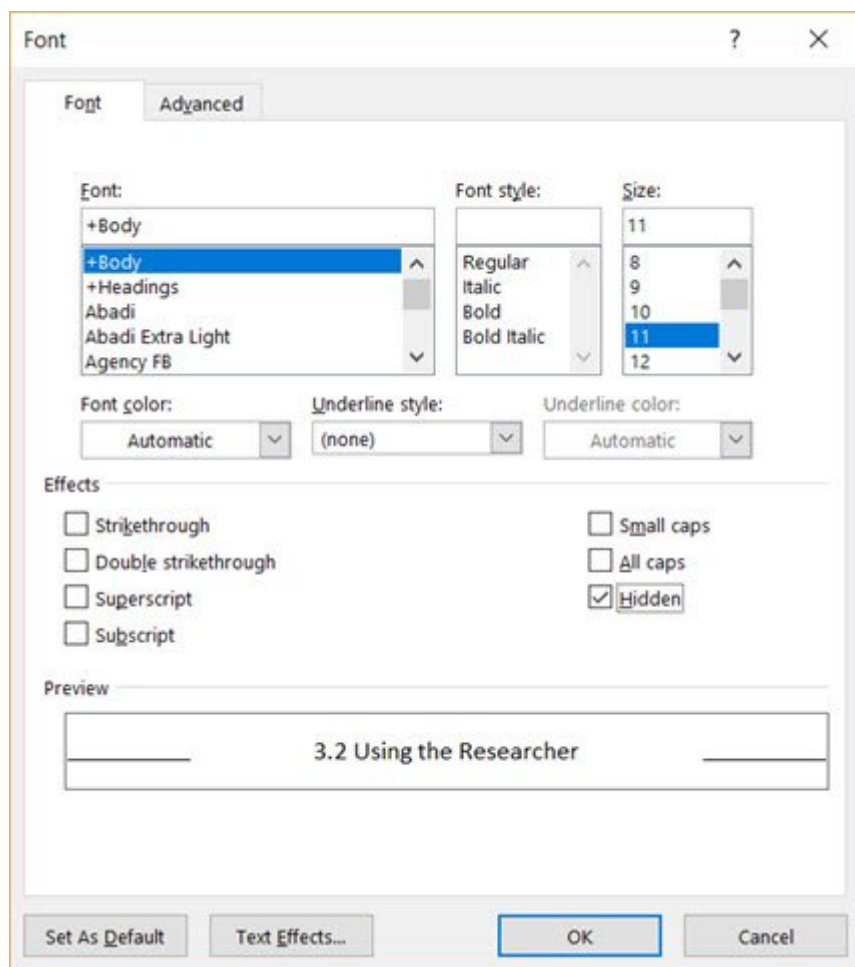 Font ?
Font Advanced
Font: Font style: Size:
+Body 11
+Body Regular 8
+Headings Italic 9
Abadi Bold 10
Abadi Extra Light Bold Italic 11
Agency FB 12
Font color: Underline style: Underline color:
Automatic (none) Automatic
Effects
Strikethrough Small caps
Double strikethrough All caps
Superscript Hidden
Subscript
Preview
3.2 Using the Researcher
Set As Default Text Effects... OK Cancel